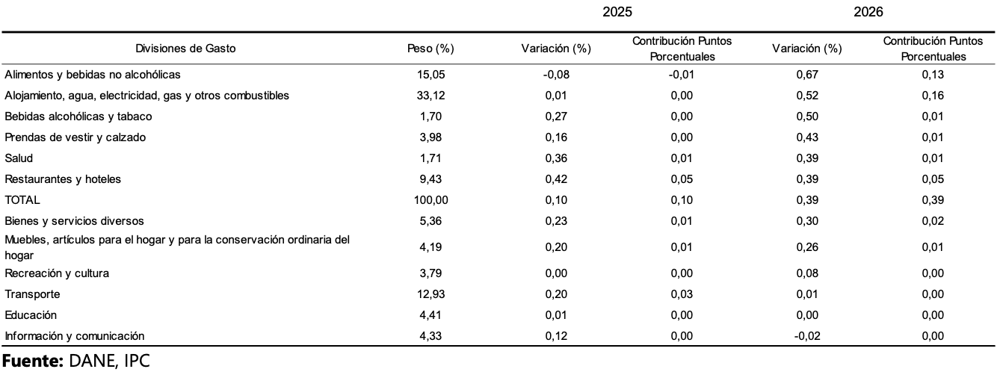 2025 2026
Divisiones de Gasto Peso (%) Variación (%) Contribución Puntos Porcentuales Variación (%) Contribución Puntos Porcentuales
Alimentos y bebidas no alcohólicas 15,05 -0,08 -0,01 0,67 0,13
Alojamiento, agua, electricidad, gas y otros combustibles 33,12 0,01 0,00 0,52 0,16
Bebidas alcohólicas y tabaco 1,70 0,27 0,00 0,50 0,01
Prendas de vestir y calzado 3,98 0,16 0,00 0,43 0,01
Salud 1,71 0,36 0,01 0,39 0,01
Restaurantes y hoteles 9,43 0,42 0,05 0,39 0,05
TOTAL 100,00 0,10 0,10 0,39 0,39
Bienes y servicios diversos 5,36 0,23 0,01 0,30 0,02
Muebles, artículos para el hogar y para la conservación ordinaria del hogar 4,19 0,20 0,01 0,26 0,01
Recreación y cultura 3,79 0,00 0,00 0,08 0,00
Transporte 12,93 0,20 0,03 0,01 0,00
Educación 4,41 0,01 0,00 0,00 0,00
Información y comunicación 4,33 0,12 0,00 -0,02 0,00
Fuente: DANE, IPC